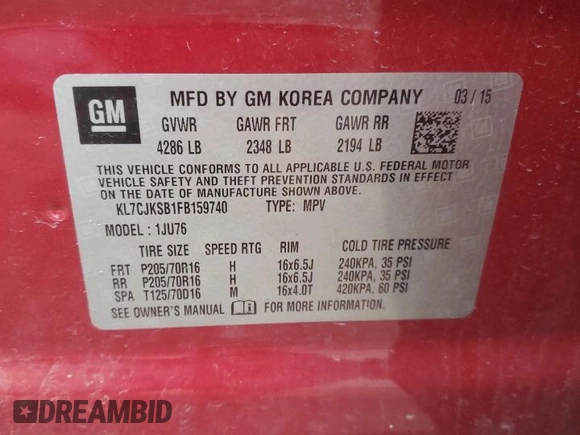 GM
MFD BY GM KOREA COMPANY 03 / 15
GVWR GAWR FRT GAWR RR
4286 LB 2348 LB 2194 LB
THIS VEHICLE CONFORMS TO ALL APPLICABLE U.S. FEDERAL MOTOR
VEHICLE SAFETY AND THEFT PREVENTION STANDARDS IN EFFECT
ON THE DATE OF MANUFACTURE SHOWN ABOVE.
KL7CJKSB1FB159740 TYPE: MPV
MODEL : 1JU76
TIRE SIZE SPEED RTG RIM COLD TIRE PRESSURE
FRT P205/70R16 H 16x6.5J 240KPA, 35 PSI
RR P205/70R16 H 16x6.5J 240KPA, 35 PSI
SPA T125/70D16 M 16x4.0T 420KPA, 60 PSI
SEE OWNER'S MANUAL FOR MORE INFORMATION.
DREAMBID